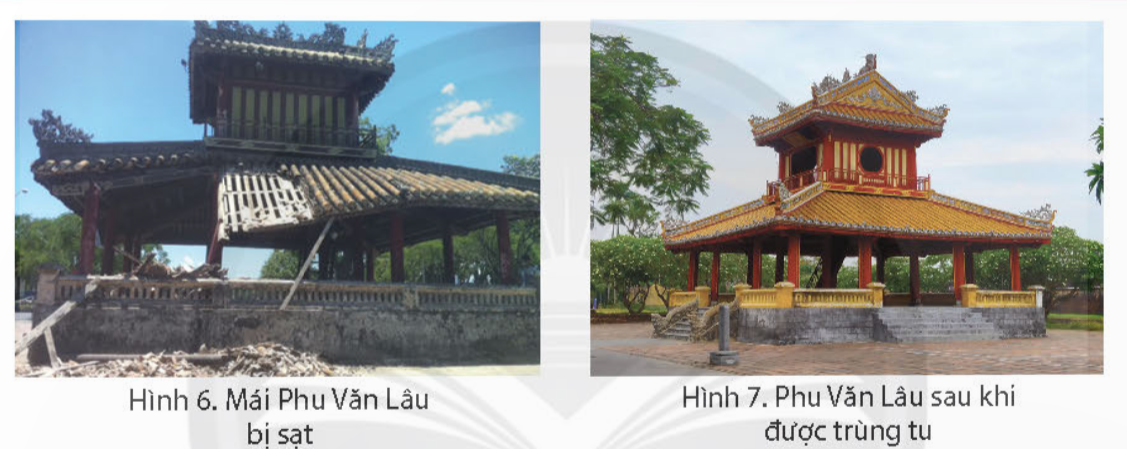 Hình 6. Mái Phu Văn Lâu
bị sạt
Hình 7. Phu Văn Lâu sau khi
được trùng tu